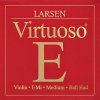 LARSEN
Virtuoso®
E
Violin • E-Mi • Medium • Ball End